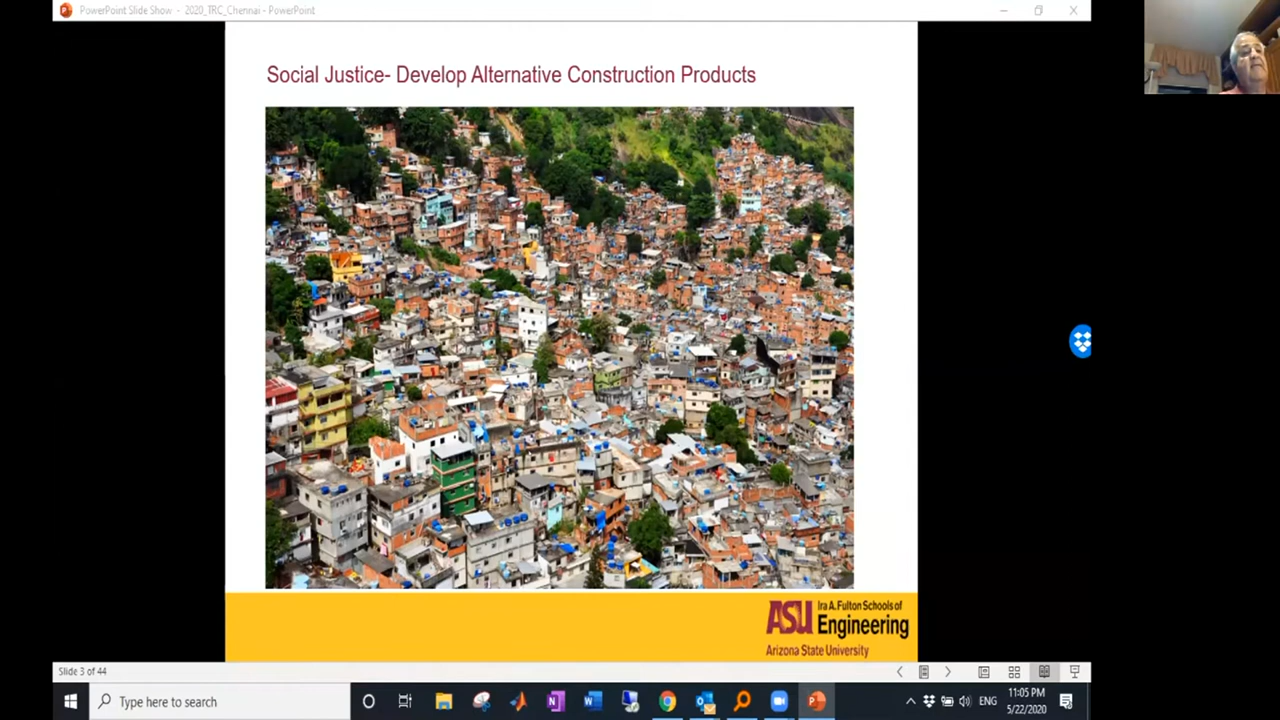 PowerPoint Slide Show - 2020_TRC_Chennai - PowerPoint
Social Justice- Develop Alternative Construction Products
ASU Ira A. Fulton Schools of
Engineering
Arizona State University
Slide 3 of 44
Type here to search
ENG
11:05 PM
5/22/2020